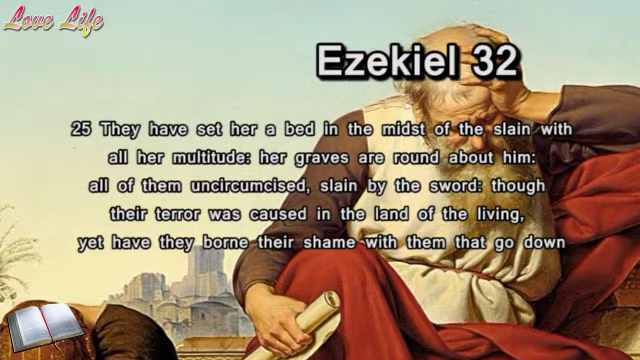 Love Life
Ezekiel 32
25 They have set her a bed in the midst of the slain with
all her multitude: her graves are round about him:
all of them uncircumcised, slain by the sword: though
their terror was caused in the land of the living,
yet have they borne their shame with them that go down